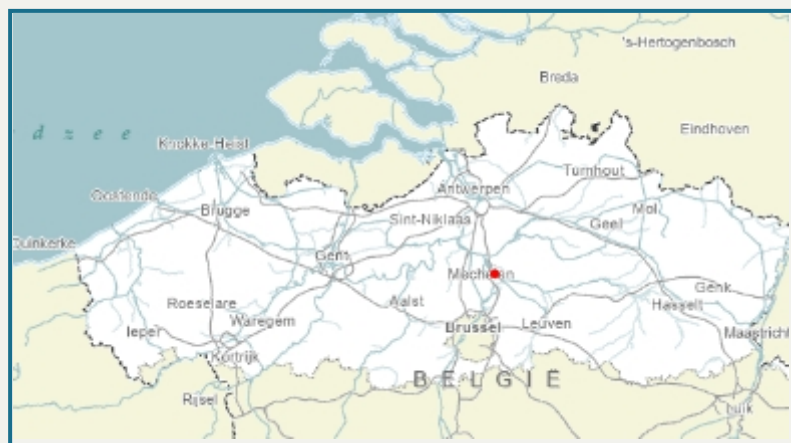 's-Hertogenbosch
Breda
Eindhoven
d z e e
Knokke-Heist
Turnhout
Antwerpen
Oostende
Mol
Brugge
Sint-Niklaas
Geel
Duinkerke
Gent
Mechelen
Genk
Roeselare
Aalst
Hasselt
Waregem
Ieper
Brussel
Leuven
Maastricht
Kortrijk
BELGIË
Rijsel
Luik